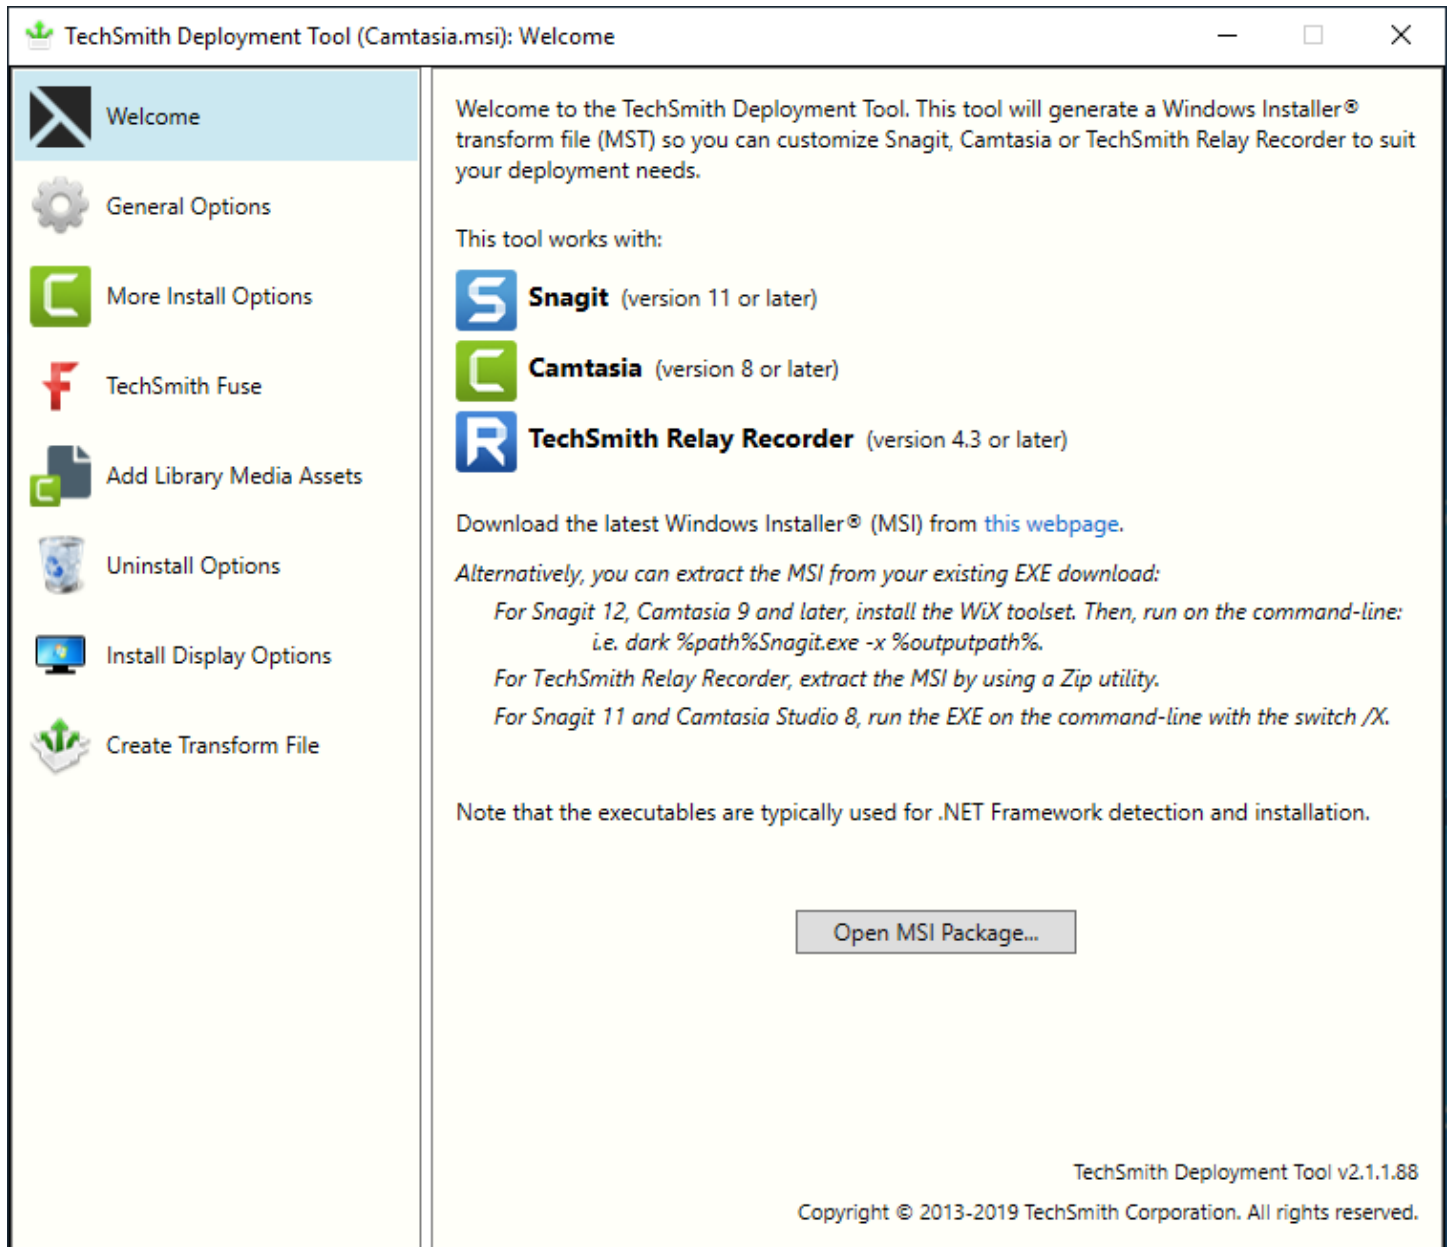 TechSmith Deployment Tool (Camtasia.msi): Welcome
Welcome
General Options
More Install Options
TechSmith Fuse
Add Library Media Assets
Uninstall Options
Install Display Options
Create Transform File
Welcome to the TechSmith Deployment Tool. This tool will generate a Windows Installer®
transform file (MST) so you can customize Snagit, Camtasia or TechSmith Relay Recorder to suit
your deployment needs.
This tool works with:
Snagit (version 11 or later)
Camtasia (version 8 or later)
TechSmith Relay Recorder (version 4.3 or later)
Download the latest Windows Installer® (MSI) from this webpage.
Alternatively, you can extract the MSI from your existing EXE download:
For Snagit 12, Camtasia 9 and later, install the WiX toolset. Then, run on the command-line:
i.e. dark %path%Snagit.exe -x %outputpath%.
For TechSmith Relay Recorder, extract the MSI by using a Zip utility.
For Snagit 11 and Camtasia Studio 8, run the EXE on the command-line with the switch /X.
Note that the executables are typically used for .NET Framework detection and installation.
Open MSI Package...
TechSmith Deployment Tool v2.1.1.88
Copyright © 2013-2019 TechSmith Corporation. All rights reserved.